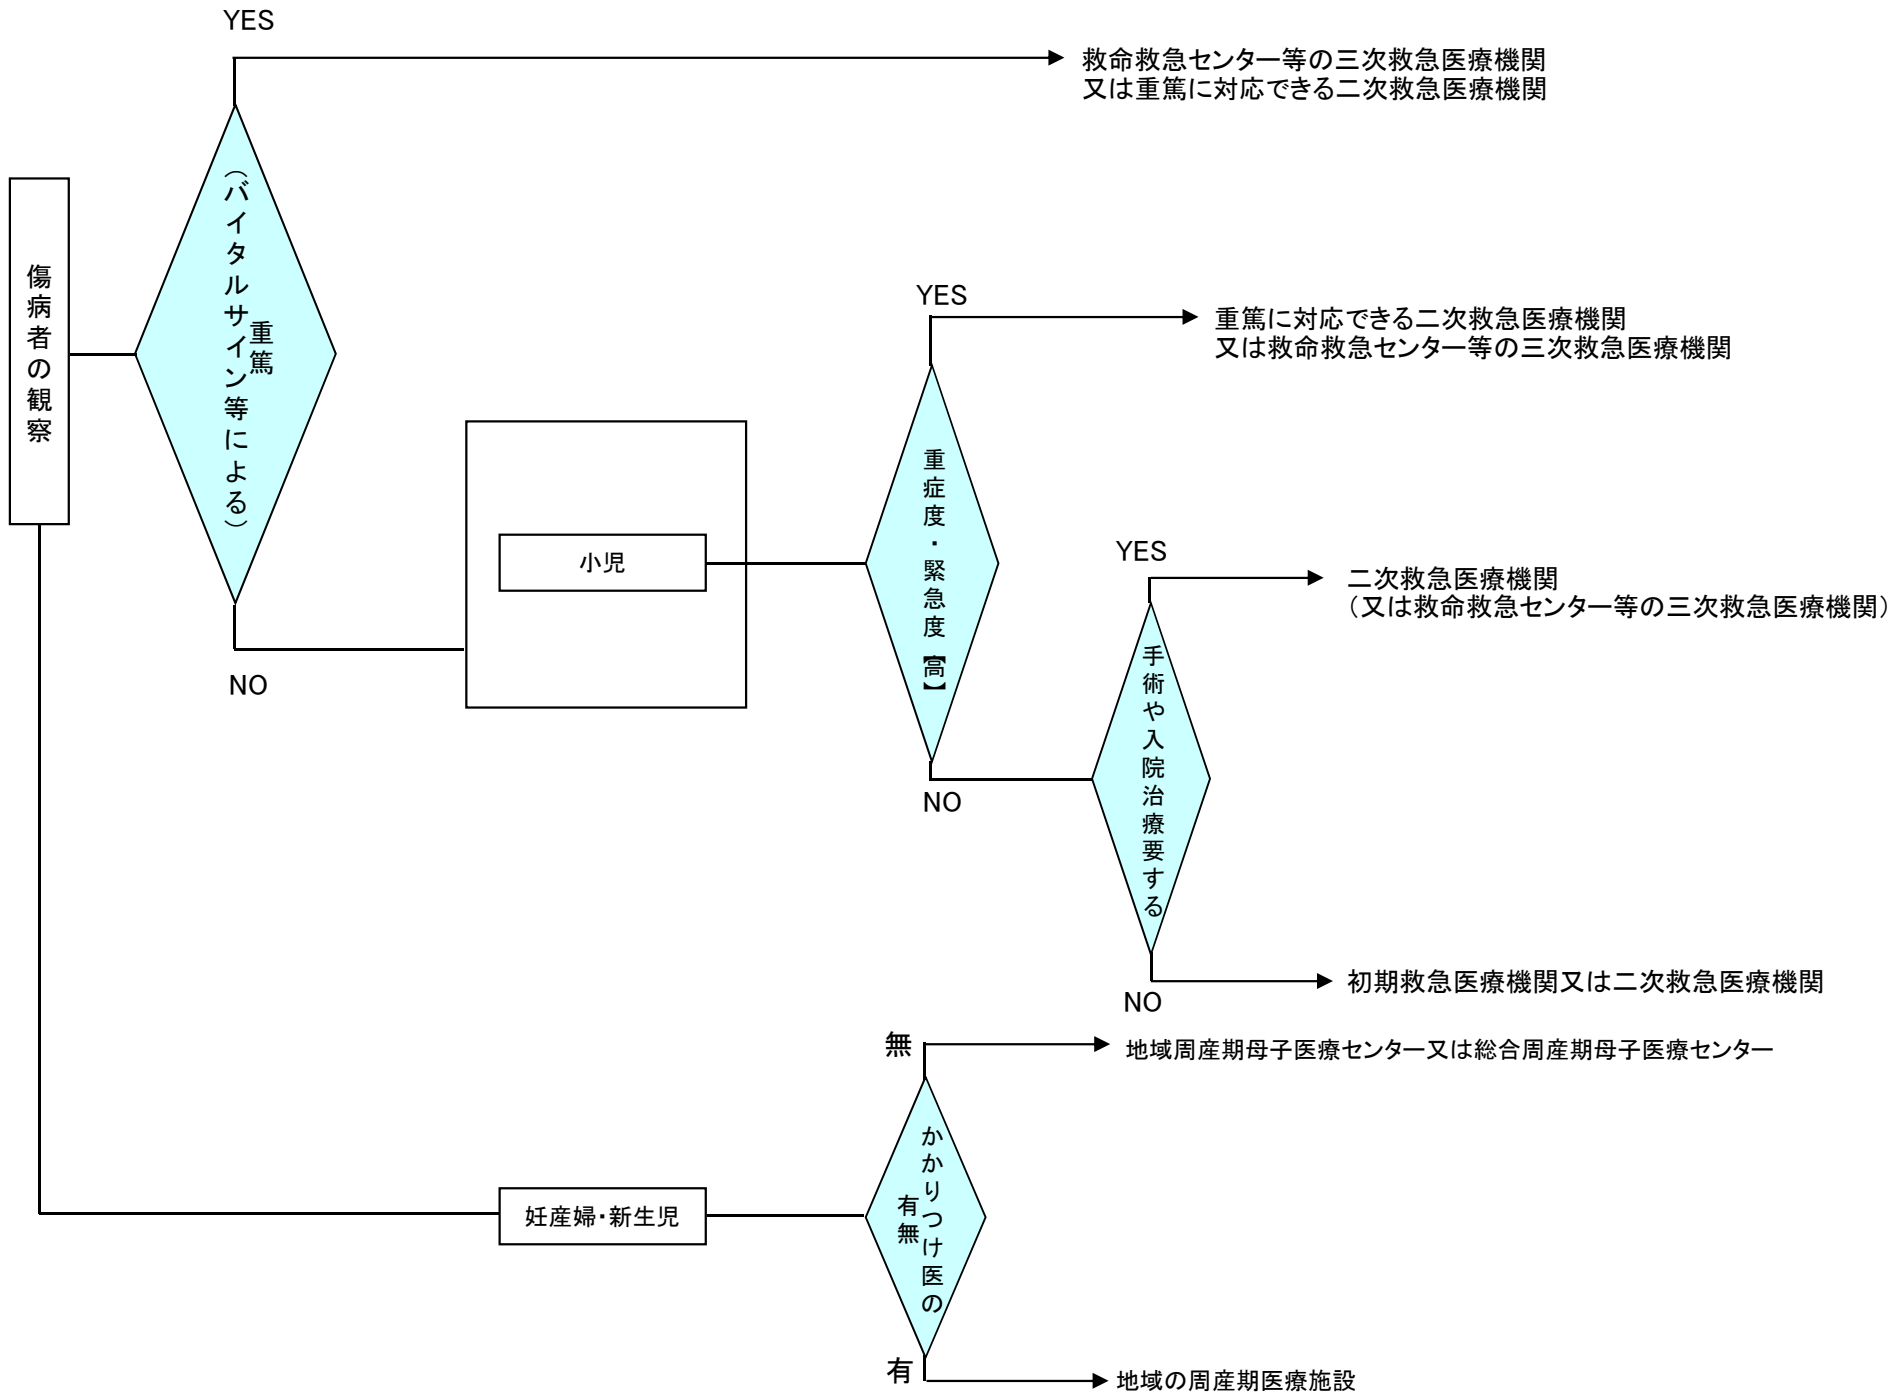 YES
救命救急センター等の三次救急医療機関
又は重篤に対応できる二次救急医療機関
傷病者の観察
重篤
（バイタルサイン等による）
NO
小児
YES
重篤に対応できる二次救急医療機関
又は救命救急センター等の三次救急医療機関
重症度・緊急度【高】
NO
YES
二次救急医療機関
（又は救命救急センター等の三次救急医療機関）
手術や入院治療要する
NO
初期救急医療機関又は二次救急医療機関
妊産婦・新生児
無
地域周産期母子医療センター又は総合周産期母子医療センター
かかりつけ医の
有無
有
地域の周産期医療施設